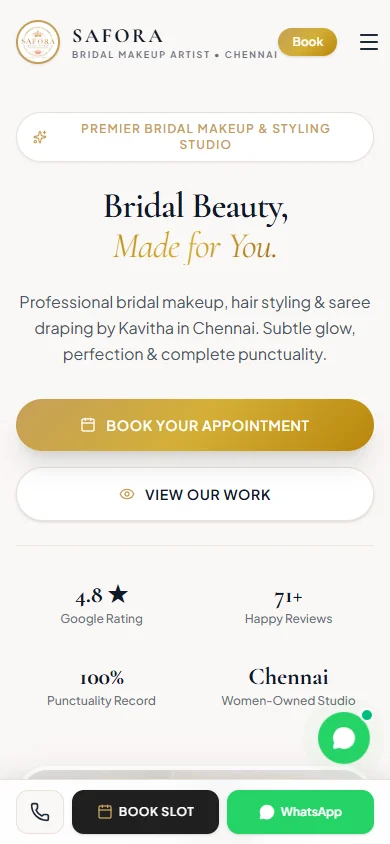 SAFORA
SAFORA
BRIDAL MAKEUP ARTIST • CHENNAI
Book
PREMIER BRIDAL MAKEUP & STYLING
STUDIO
Bridal Beauty,
Made for You.
Professional bridal makeup, hair styling & saree
draping by Kavitha in Chennai. Subtle glow,
perfection & complete punctuality.
BOOK YOUR APPOINTMENT
VIEW OUR WORK
4.8 ★
Google Rating
71+
Happy Reviews
100%
Punctuality Record
Chennai
Women-Owned Studio
BOOK SLOT
WhatsApp